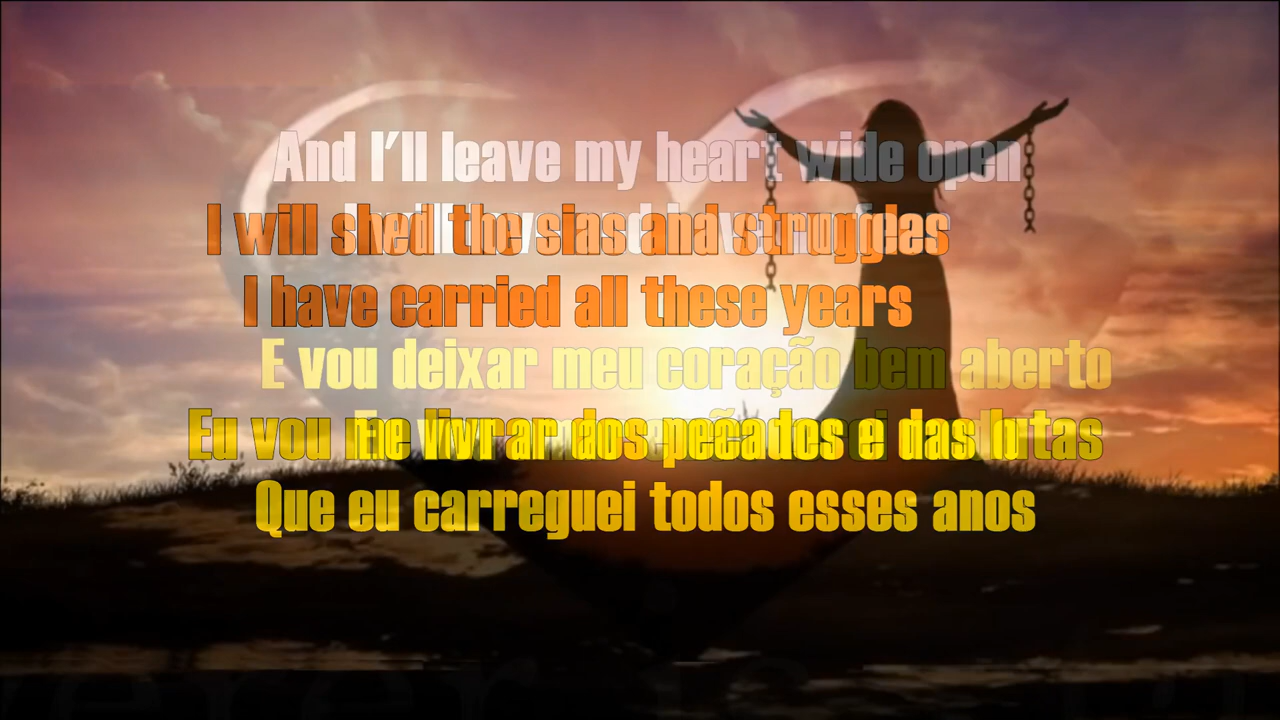 And I'll leave my heart wide open
I will shed the sins and struggles
I have carried all these years
E vou deixar meu coração bem aberto
Eu vou me livrar dos pecados e das lutas
Que eu carreguei todos esses anos